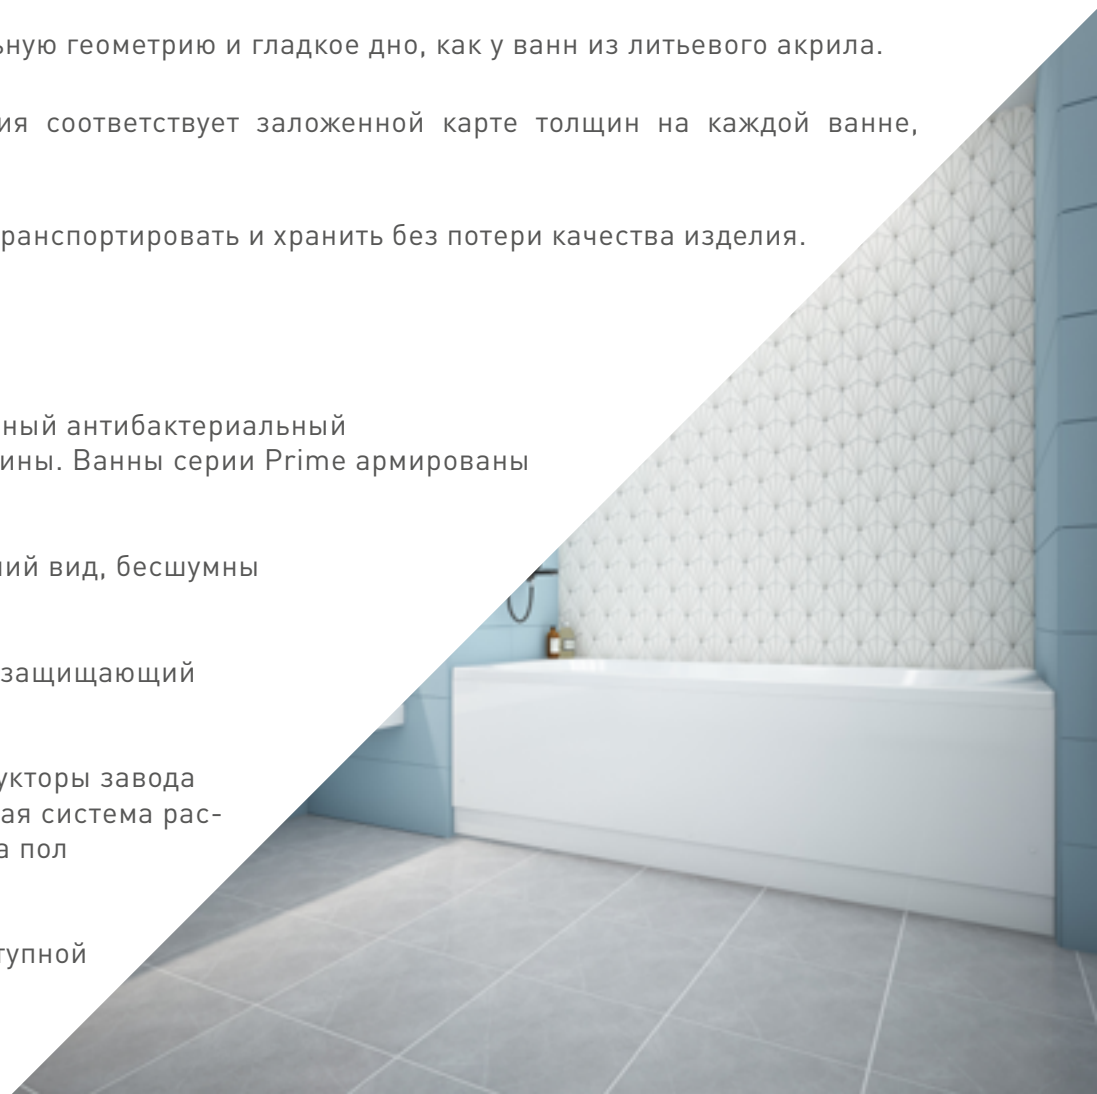 ьную геометрию и гладкое дно, как у ванн из литьевого акрила.
ия соответствует заложенной карте толщин на каждой ванне,
ранспортировать и хранить без потери качества изделия.
ный антибактериальный
ины. Ванны серии Prime армированы
ний вид, бесшумны
защищающий
укторы завода
ая система рас-
а пол
тупной